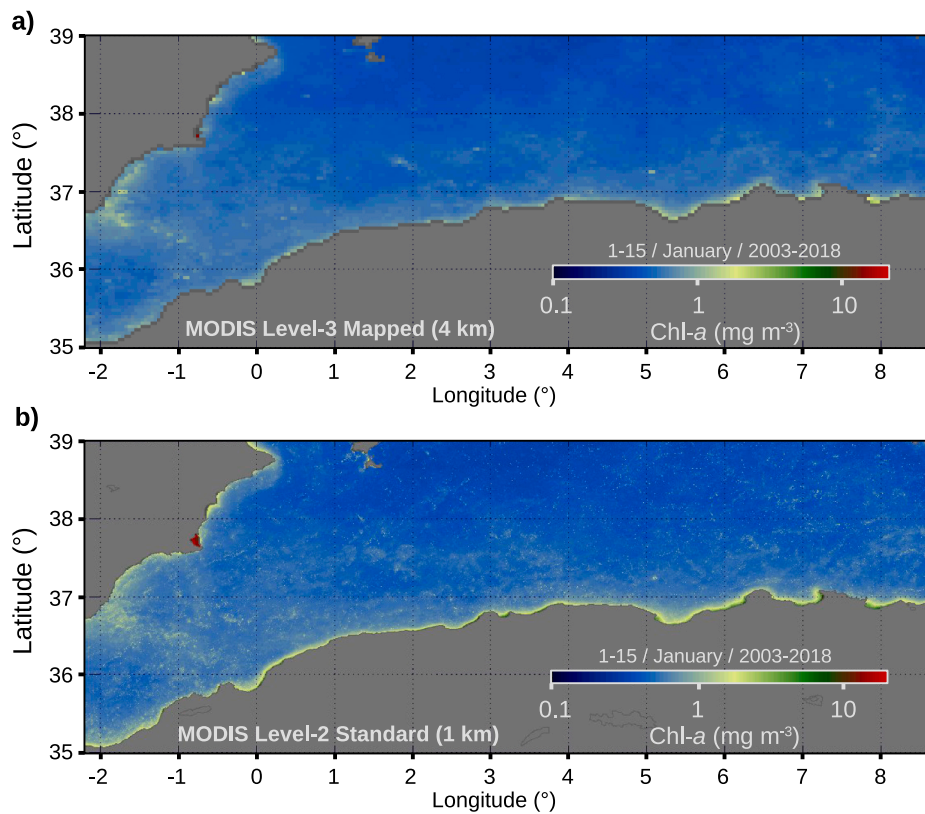 a)
39
38
37
36
35
Latitude (°)
1-15 / January / 2003-2018
0.1 1 10
MODIS Level-3 Mapped (4 km)
Chl-a (mg m-3)
-2 -1 0 1 2 3 4 5 6 7 8
Longitude (°)
b)
39
38
37
36
35
Latitude (°)
1-15 / January / 2003-2018
0.1 1 10
MODIS Level-2 Standard (1 km)
Chl-a (mg m-3)
-2 -1 0 1 2 3 4 5 6 7 8
Longitude (°)